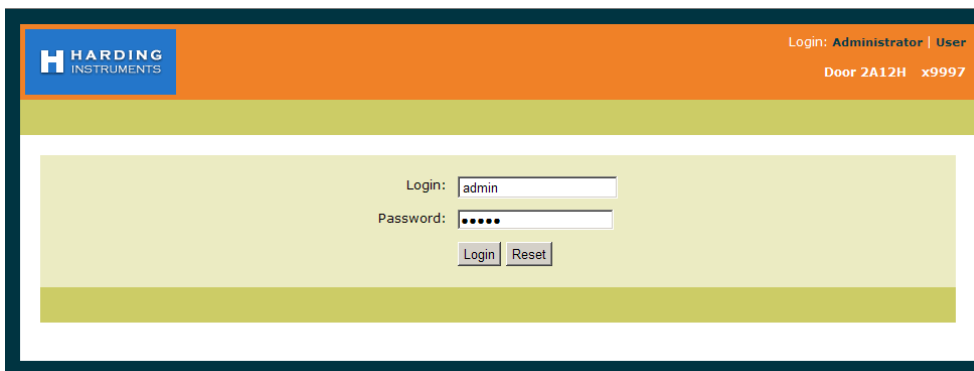 HARDING
INSTRUMENTS
Login: Administrator | User
Door 2A12H x9997
Login: admin
Password: •••••
Login Reset